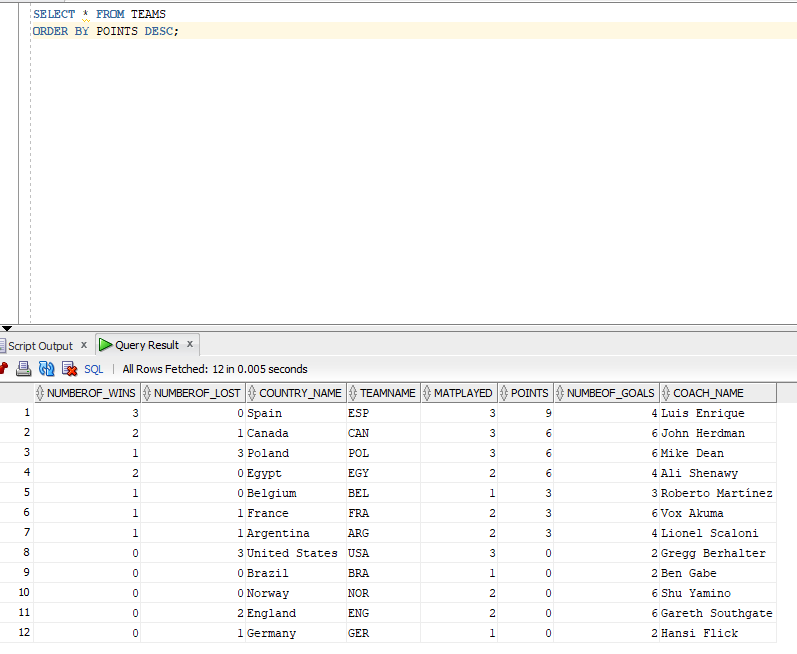 SELECT * FROM TEAMS
ORDER BY POINTS DESC;
Script Output x Query Result x
SQL | All Rows Fetched: 12 in 0.005 seconds
NUMBEROF_WINS NUMBEROF_LOST COUNTRY_NAME TEAMNAME MATPLAYED POINTS NUMBEOF_GOALS COACH_NAME
1 3 0 Spain ESP 3 9 4 Luis Enrique
2 2 1 Canada CAN 3 6 6 John Herdman
3 1 3 Poland POL 3 6 6 Mike Dean
4 2 0 Egypt EGY 2 6 4 Ali Shenawy
5 1 0 Belgium BEL 1 3 3 Roberto Martínez
6 1 1 France FRA 2 3 6 Vox Akuma
7 1 1 Argentina ARG 2 3 4 Lionel Scaloni
8 0 3 United States USA 3 0 2 Gregg Berhalter
9 0 0 Brazil BRA 1 0 2 Ben Gabe
10 0 0 Norway NOR 2 0 6 Shu Yamino
11 0 2 England ENG 2 0 6 Gareth Southgate
12 0 1 Germany GER 1 0 2 Hansi Flick